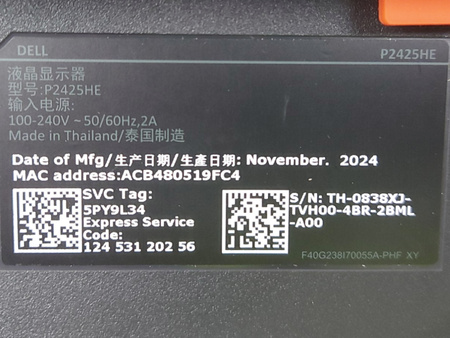 DELL P2425HE
液晶显示器
型号:P2425HE
输入电源:
100-240V ~ 50/60Hz,2A
Made in Thailand/泰国制造
Date of Mfg/生产日期/生產日期: November. 2024
MAC address:ACB480519FC4
SVC Tag:
5PY9L34
Express Service
Code:
124 531 202 56
S/N: TH-0838XJ-
TVH00-4BR-2BML
-A00
F40G238I70055A-PHF XY